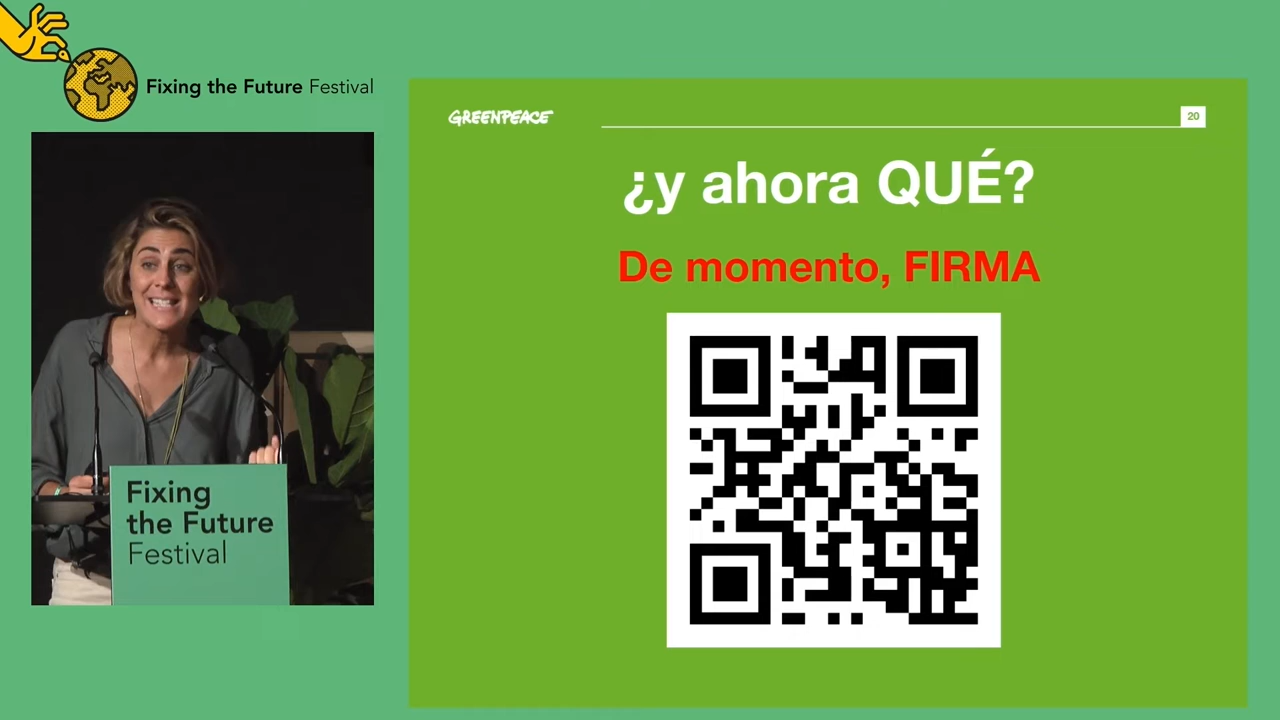 Fixing the Future Festival
GREENPEACE
20
¿y ahora QUÉ?
De momento, FIRMA
Fixing
the Future
Festival